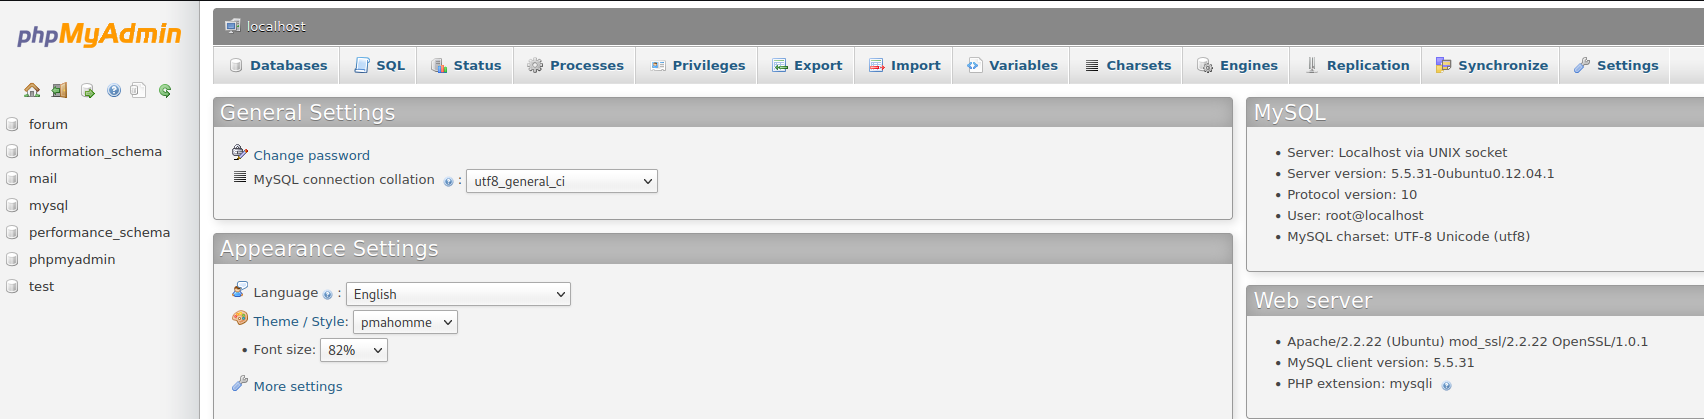 phpMyAdmin
forum
information_schema
mail
mysql
performance_schema
phpmyadmin
test
localhost
Databases SQL Status Processes Privileges Export Import Variables Charsets Engines Replication Synchronize Settings
General Settings
Change password
MySQL connection collation : utf8_general_ci
Appearance Settings
Language : English
Theme / Style: pmahomme
• Font size: 82%
More settings
MySQL
• Server: Localhost via UNIX socket
• Server version: 5.5.31-0ubuntu0.12.04.1
• Protocol version: 10
• User: root@localhost
• MySQL charset: UTF-8 Unicode (utf8)
Web server
• Apache/2.2.22 (Ubuntu) mod_ssl/2.2.22 OpenSSL/1.0.1
• MySQL client version: 5.5.31
• PHP extension: mysqli